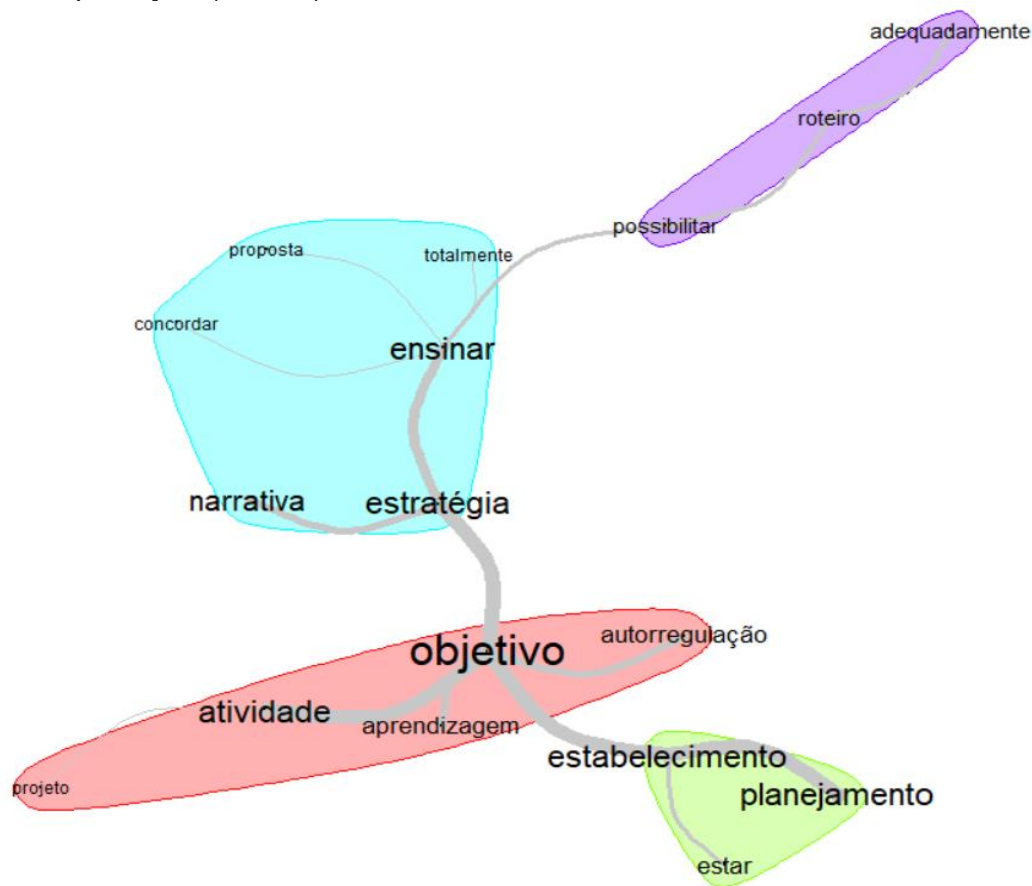 adequadamente
roteiro
possibilitar
proposta
totalmente
concordar
ensinar
narrativa
estratégia
autorregulação
objetivo
atividade
aprendizagem
estabelecimento
projeto
planejamento
estar